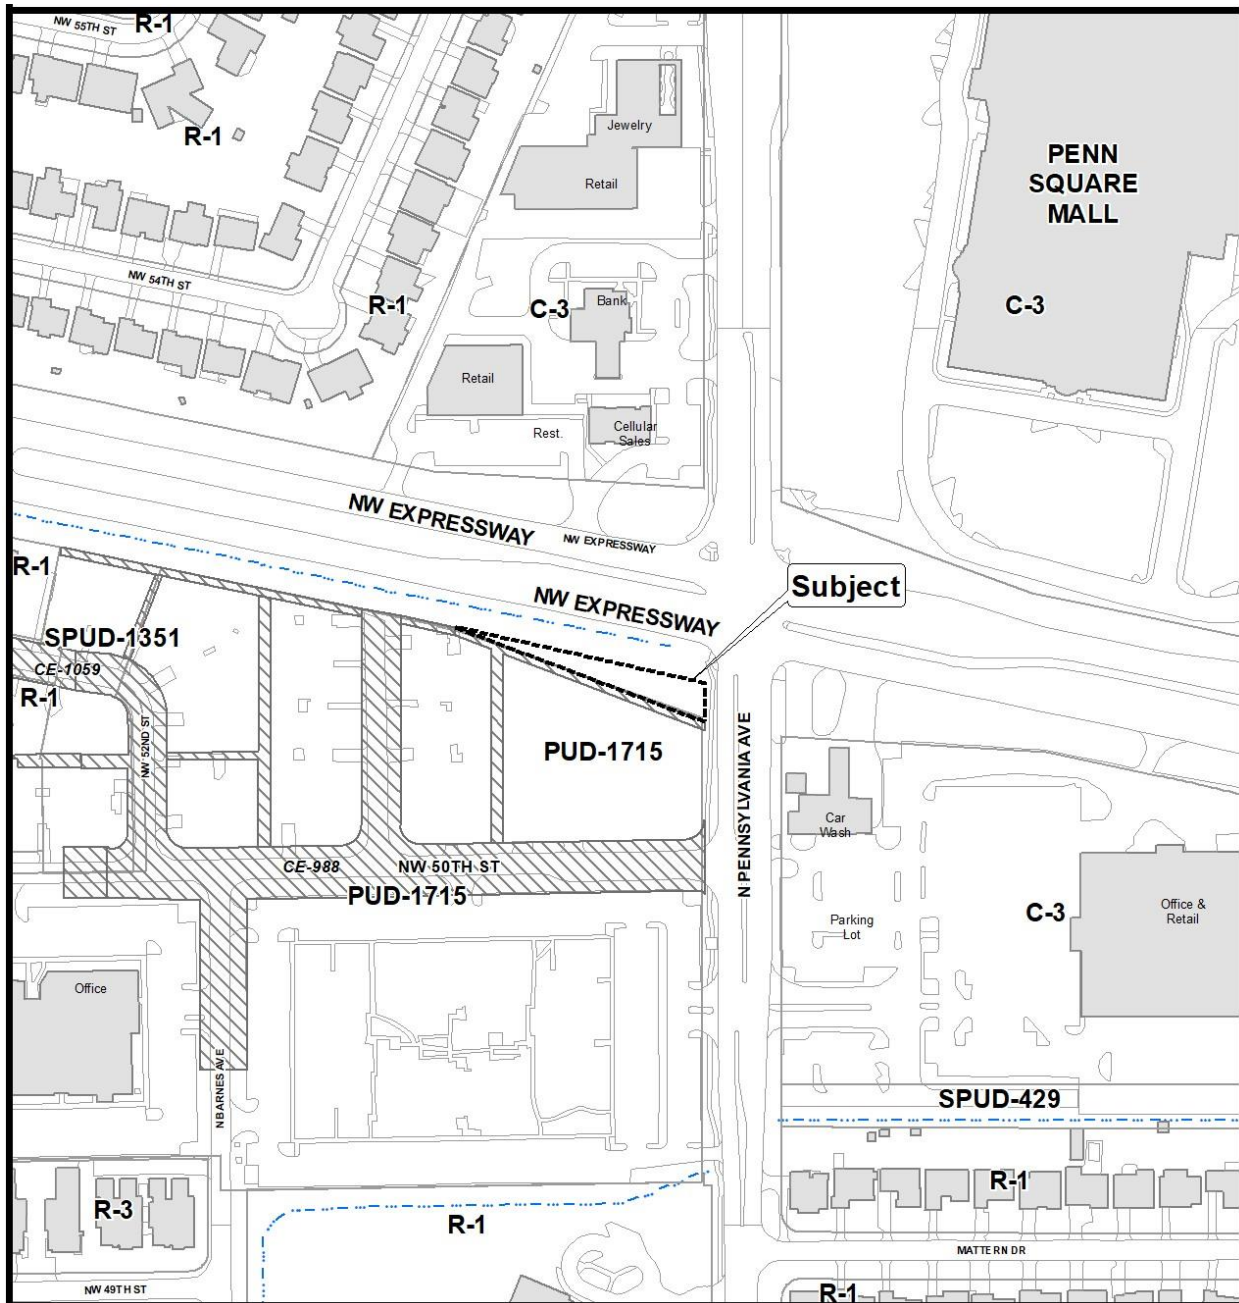 NW 55TH ST
R-1
R-1
Jewelry
Retail
PENN
SQUARE
MALL
NW 54TH ST
R-1
C-3
Bank
C-3
Retail
Rest.
Cellular
Sales
NW EXPRESSWAY
NW EXPRESSWAY
R-1
NW EXPRESSWAY
Subject
SPUD-1351
CE-1059
R-1
NW 52ND ST
PUD-1715
N PENNSYLVANIA AVE
Car
Wash
CE-988
NW 50TH ST
PUD-1715
Parking
Lot
C-3
Office &
Retail
Office
N BARNES AVE
SPUD-429
R-3
R-1
R-1
MATTERN DR
NW 49TH ST
R-1